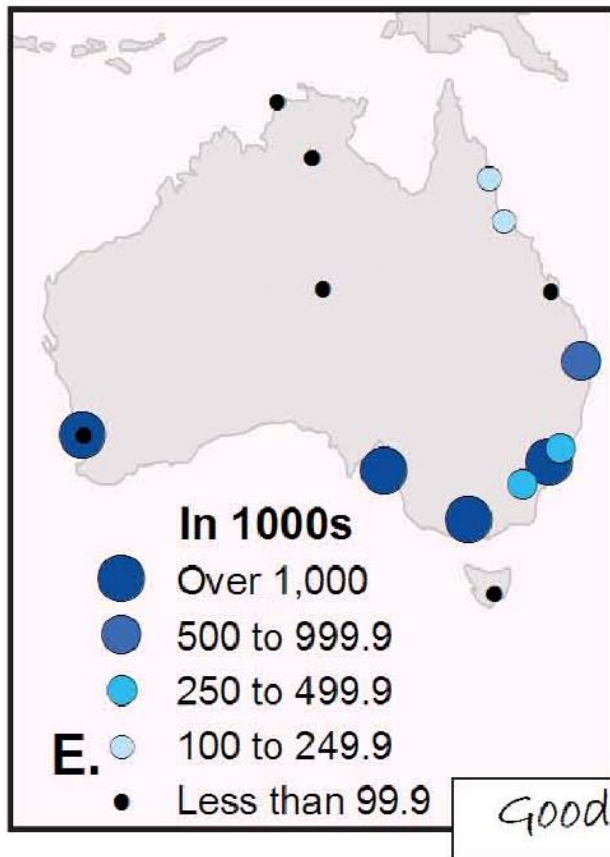 In 1000s
Over 1,000
500 to 999.9
250 to 499.9
E. 100 to 249.9
Less than 99.9
Good